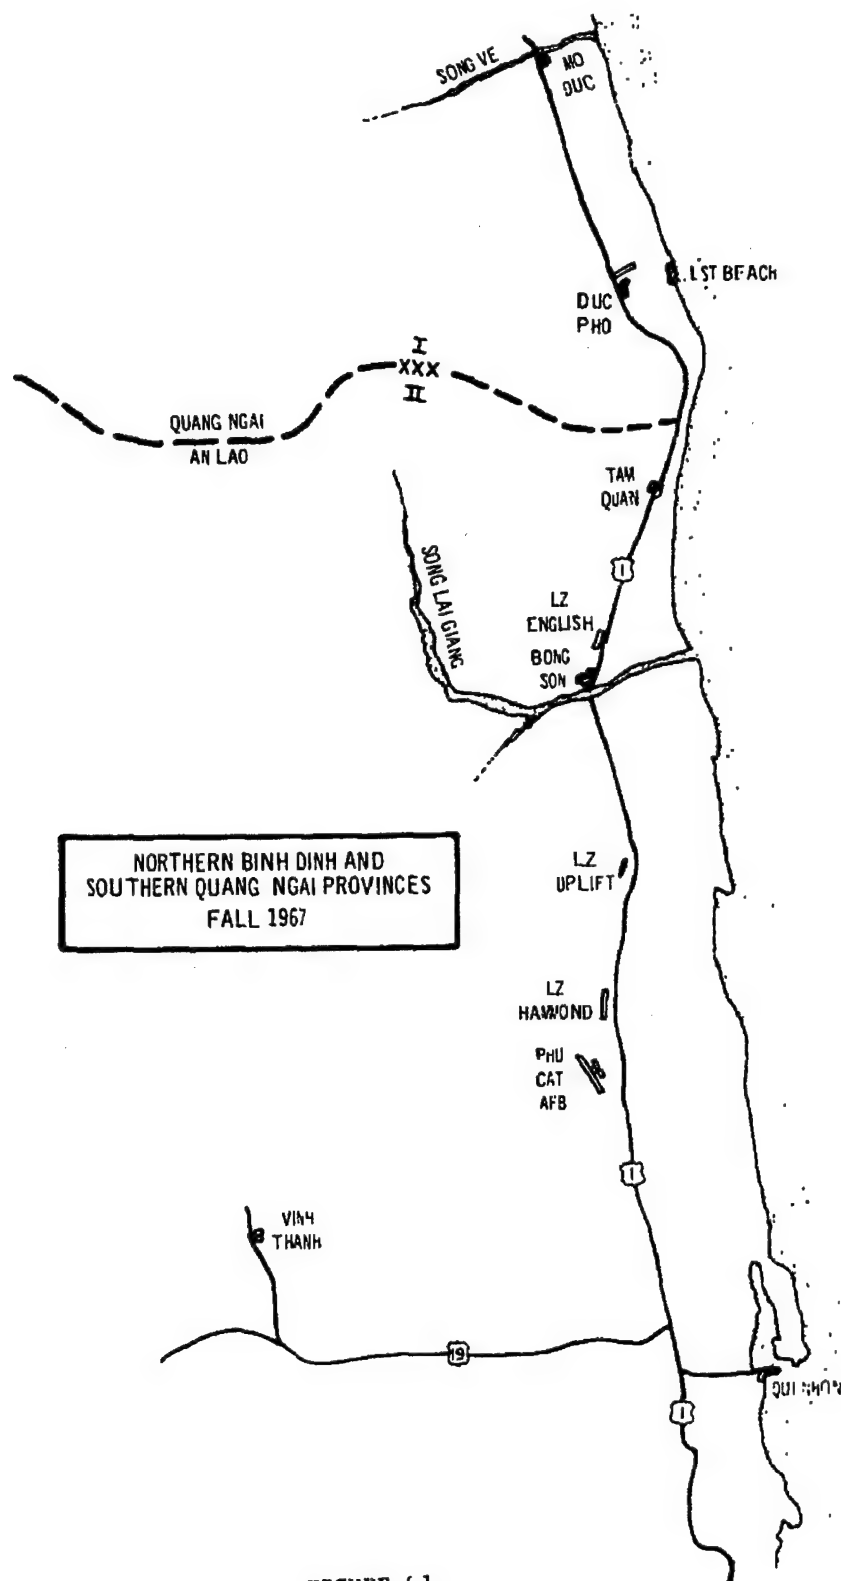 SONG VE
MO
DUC
LST BEACH
DUC
PHO
I
XXX
II
QUANG NGAI
AN LAO
TAM
QUAN
1
SONG LAI GIANG
LZ
ENGLISH
BONG
SON
NORTHERN BINH DINH AND
SOUTHERN QUANG NGAI PROVINCES
FALL 1967
LZ
UPLIFT
LZ
HAMMOND
PHU
CAT
AFB
1
VINH
THANH
19
QUI NHON
1